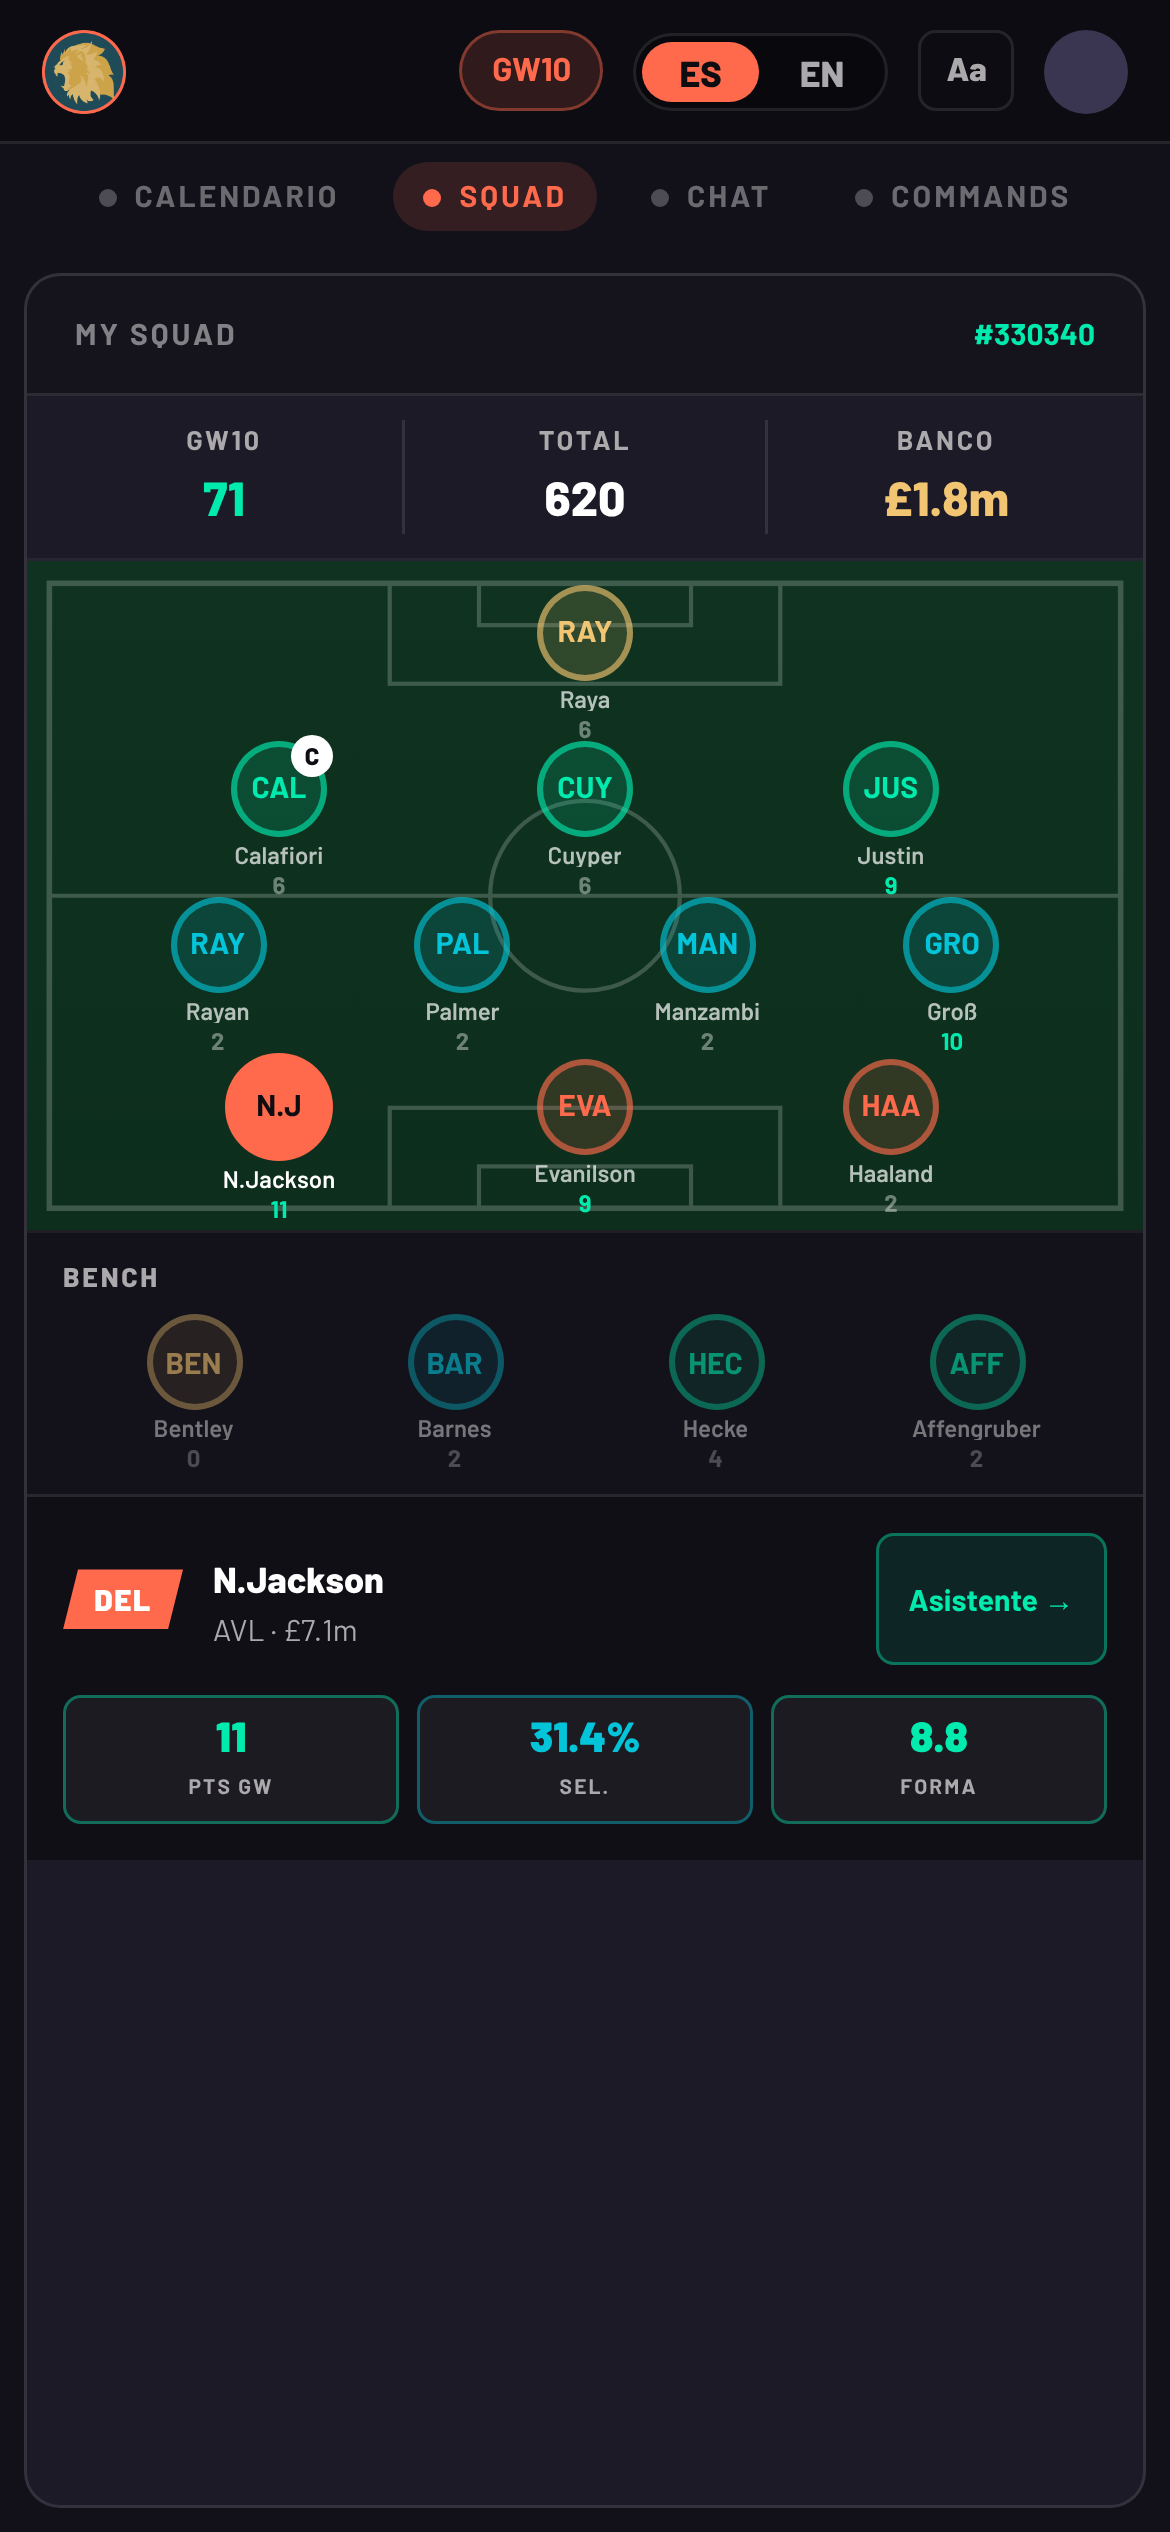 GW10 ES EN Aa
CALENDARIO SQUAD CHAT COMMANDS
MY SQUAD #330340
GW10 TOTAL BANCO
71 620 £1.8m
RAY
Raya
6
C
CAL CUY JUS
Calafiori Cuyper Justin
6 6 9
RAY PAL MAN GRO
Rayan Palmer Manzambi Groß
2 2 2 10
N.J EVA HAA
N.Jackson Evanilson Haaland
11 9 2
BENCH
BEN BAR HEC AFF
Bentley Barnes Hecke Affengruber
0 2 4 2
DEL N.Jackson Asistente →
AVL · £7.1m
11 31.4% 8.8
PTS GW SEL. FORMA